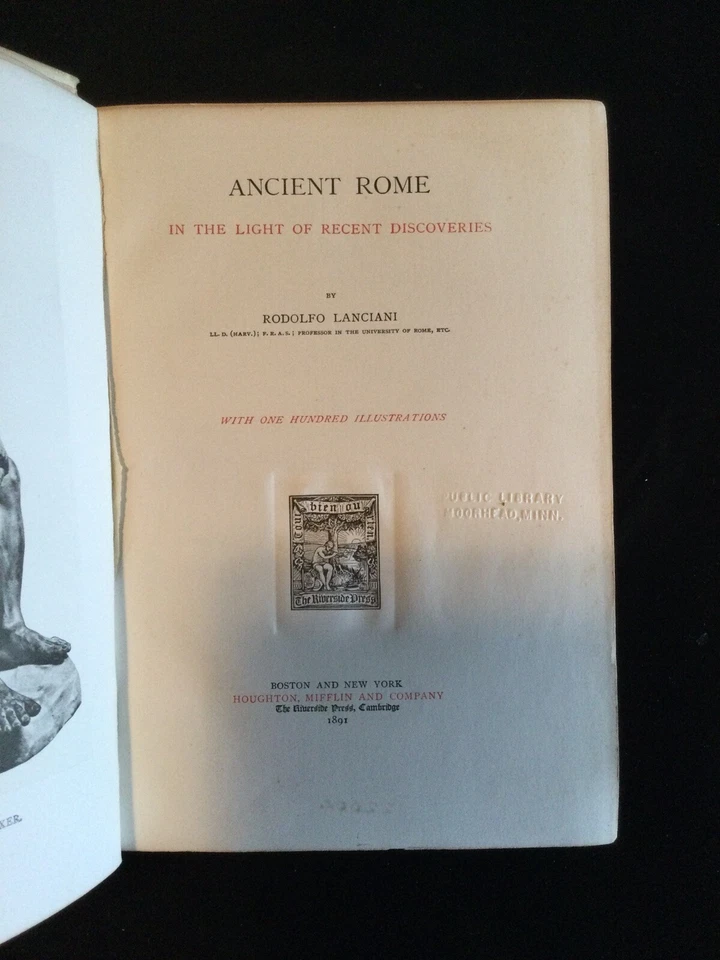 ANCIENT ROME
IN THE LIGHT OF RECENT DISCOVERIES
BY
RODOLFO LANCIANI
LL. D. (HARV.); F. R. A. S.; PROFESSOR IN THE UNIVERSITY OF ROME, ETC.
WITH ONE HUNDRED ILLUSTRATIONS
Tout bien ou rien
The Riverside Press
UBLIC LIBRARY
MOORHEAD, MINN.
BOSTON AND NEW YORK
HOUGHTON, MIFFLIN AND COMPANY
The Riverside Press, Cambridge
1891